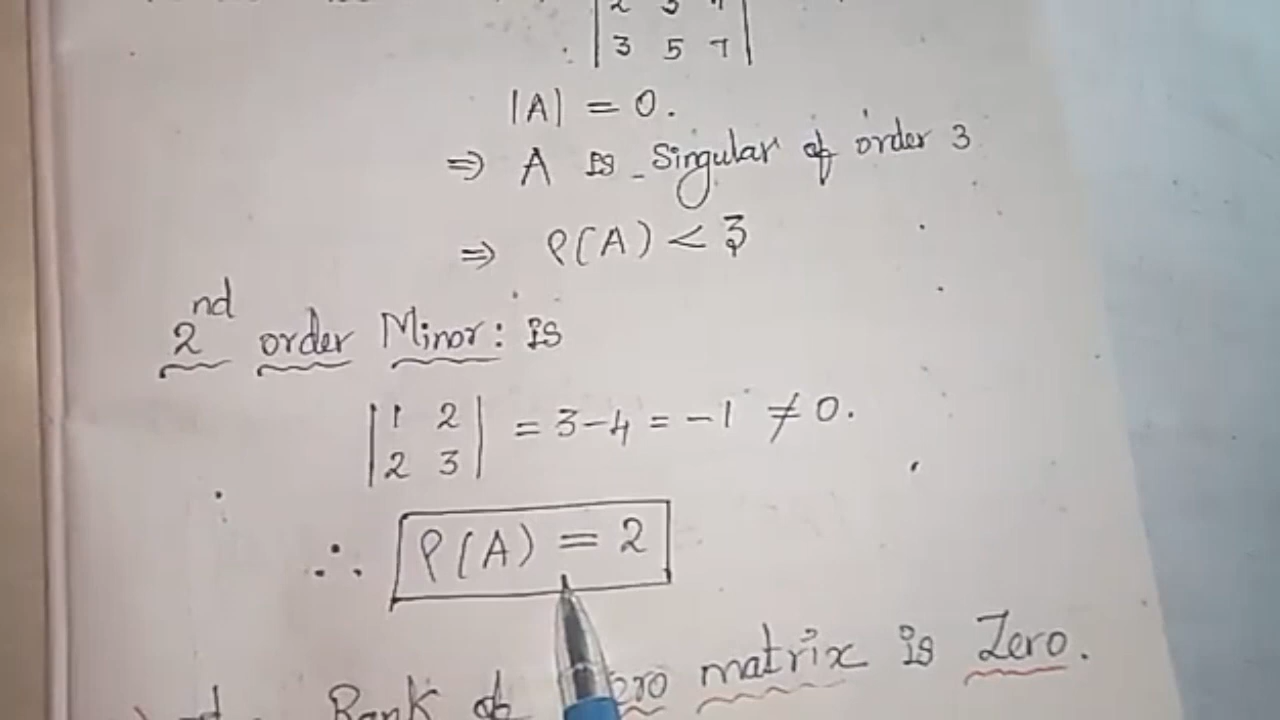 3 5 7
|A| = 0.
⇒ A is singular of order 3
⇒ ρ(A) < 3
2nd order Minor: is
| 1 2 |
| 2 3 | = 3-4 = -1 ≠ 0.
∴ ρ(A) = 2
Rank of matrix is Zero.